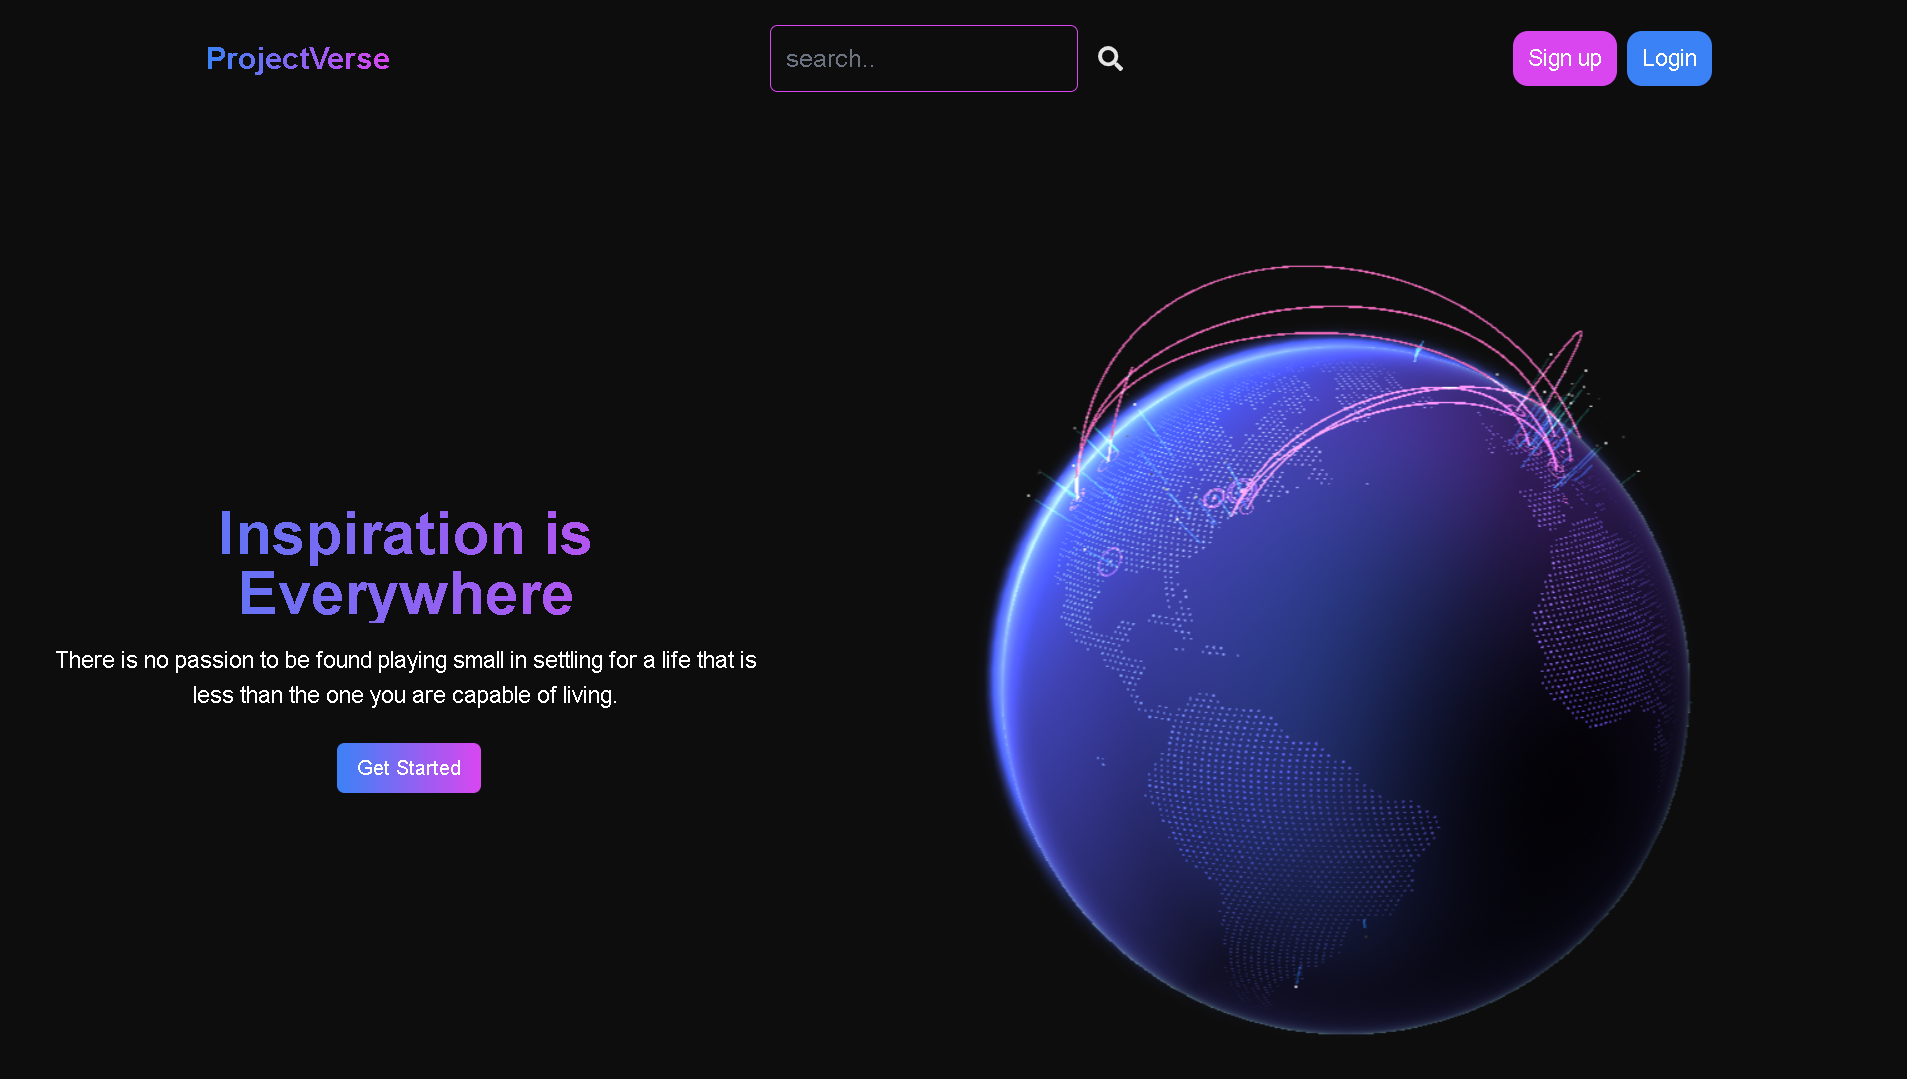 ProjectVerse
search..
Sign up
Login
Inspiration is
Everywhere
There is no passion to be found playing small in settling for a life that is
less than the one you are capable of living.
Get Started